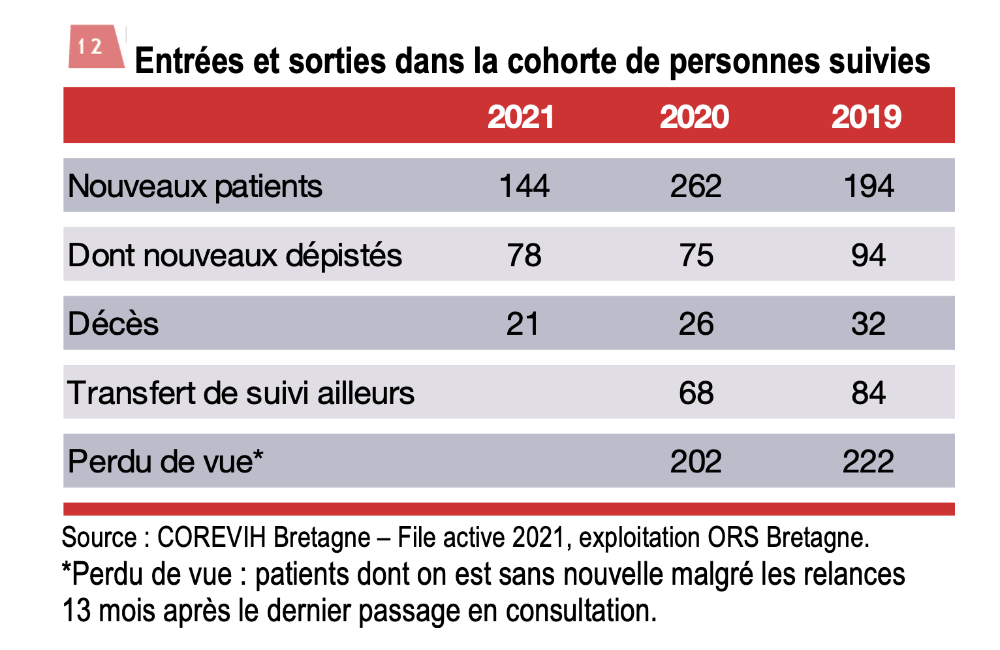 12
Entrées et sorties dans la cohorte de personnes suivies
2021 2020 2019
Nouveaux patients 144 262 194
Dont nouveaux dépistés 78 75 94
Décès 21 26 32
Transfert de suivi ailleurs 68 84
Perdu de vue* 202 222
Source : COREVIH Bretagne – File active 2021, exploitation ORS Bretagne.
*Perdu de vue : patients dont on est sans nouvelle malgré les relances
13 mois après le dernier passage en consultation.